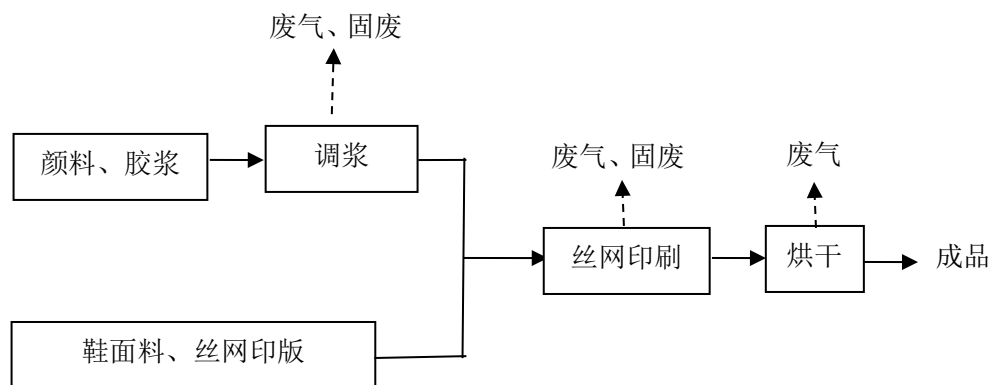 废气、固废
颜料、胶浆
调浆
废气、固废
废气
丝网印刷
烘干
成品
鞋面料、丝网印版